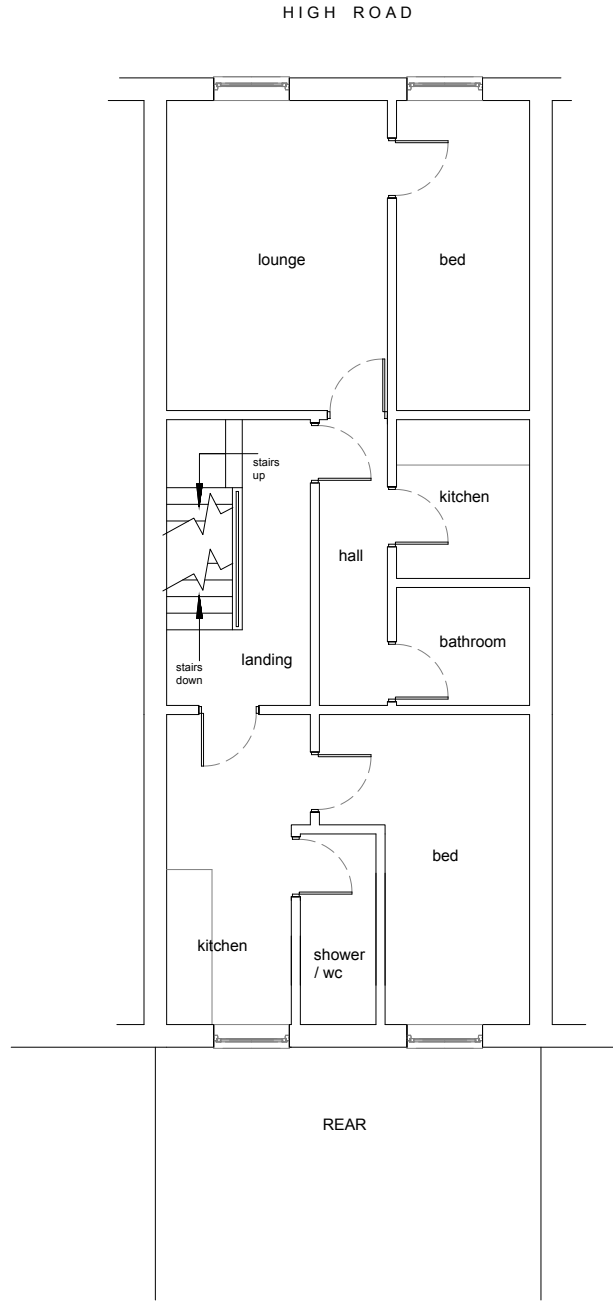 HIGH ROAD
lounge
bed
stairs
up
kitchen
hall
bathroom
landing
stairs
down
bed
kitchen
shower
/ wc
REAR